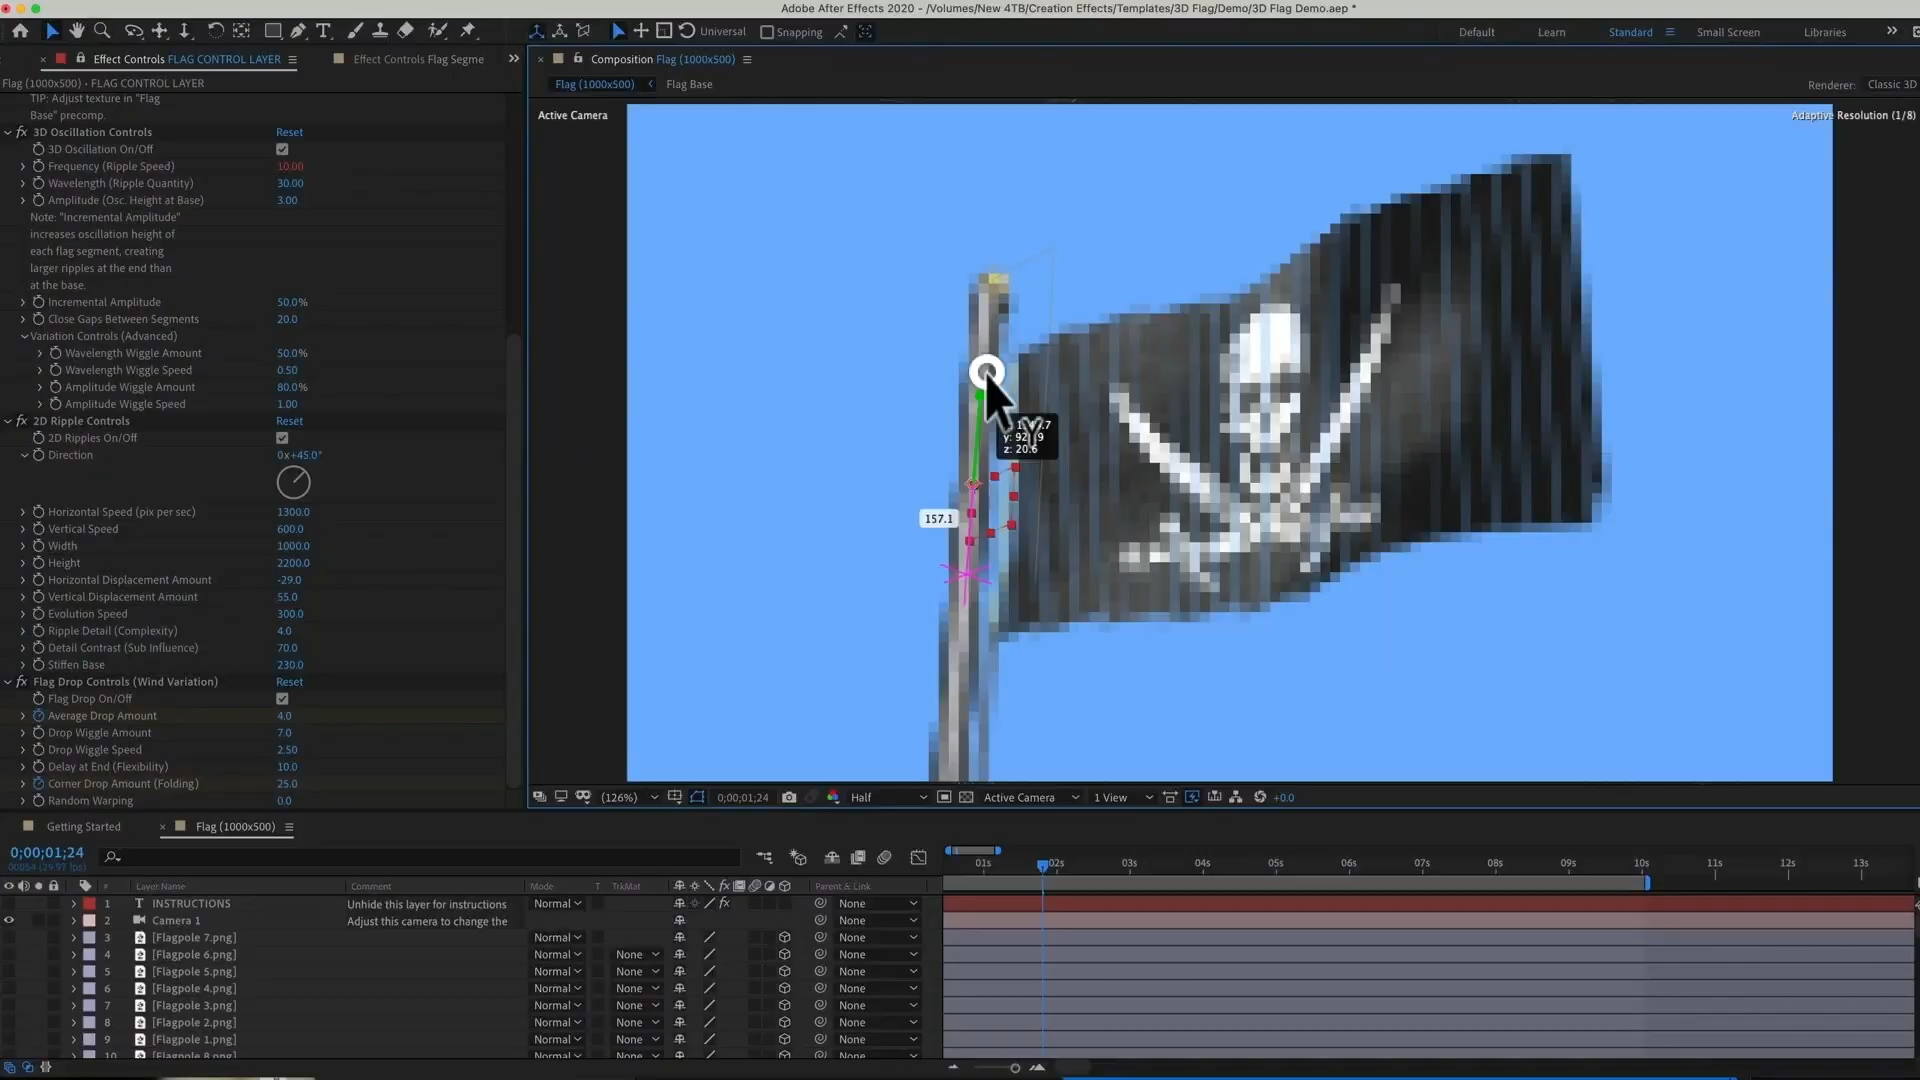 Adobe After Effects 2020 - /Volumes/New 4TB/Creation Effects/Templates/3D Flag/Demo/3D Flag Demo.aep *
Universal
Snapping
Default
Learn
Standard
Small Screen
Libraries
Effect Controls FLAG CONTROL LAYER
Effect Controls Flag Segme
Composition Flag (1000x500)
Flag (1000x500) • FLAG CONTROL LAYER
Flag (1000x500)
Flag Base
Renderer:
Classic 3D
TIP: Adjust texture in "Flag
Base" precomp.
Active Camera
Adaptive Resolution (1/8)
fx 3D Oscillation Controls Reset
3D Oscillation On/Off
Frequency (Ripple Speed) 10.00
Wavelength (Ripple Quantity) 30.00
Amplitude (Osc. Height at Base) 3.00
Note: "Incremental Amplitude"
increases oscillation height of
each flag segment, creating
larger ripples at the end than
at the base.
Incremental Amplitude 50.0%
Close Gaps Between Segments 20.0
Variation Controls (Advanced)
Wavelength Wiggle Amount 50.0%
Wavelength Wiggle Speed 0.50
Amplitude Wiggle Amount 80.0%
Amplitude Wiggle Speed 1.00
fx 2D Ripple Controls Reset
2D Ripples On/Off
Direction 0x+45.0°
Horizontal Speed (pix per sec) 1300.0
Vertical Speed 600.0
Width 1000.0
Height 2200.0
Horizontal Displacement Amount -29.0
Vertical Displacement Amount 55.0
Evolution Speed 300.0
Ripple Detail (Complexity) 4.0
Detail Contrast (Sub Influence) 70.0
Stiffen Base 230.0
fx Flag Drop Controls (Wind Variation) Reset
Flag Drop On/Off
Average Drop Amount 4.0
Drop Wiggle Amount 7.0
Drop Wiggle Speed 2.50
Delay at End (Flexibility) 10.0
Corner Drop Amount (Folding) 25.0
Random Warping 0.0
Y
z: 20.6
157.1
(126%)
0;00;01;24
Half
Active Camera
1 View
+0.0
Getting Started
Flag (1000x500)
0;00;01;24
00054 (29.97 fps)
01s 02s 03s 04s 05s 06s 07s 08s 09s 10s 11s 12s 13s
# Layer Name Comment Mode T TrkMat fx Parent & Link
1 T INSTRUCTIONS Unhide this layer for instructions Normal fx None
2 Camera 1 Adjust this camera to change the None
3 [Flagpole 7.png] Normal None
4 [Flagpole 6.png] Normal None None
5 [Flagpole 5.png] Normal None None
6 [Flagpole 4.png] Normal None None
7 [Flagpole 3.png] Normal None None
8 [Flagpole 2.png] Normal None None
9 [Flagpole 1.png] Normal None None
10 [Flagpole 8.png] Normal None None